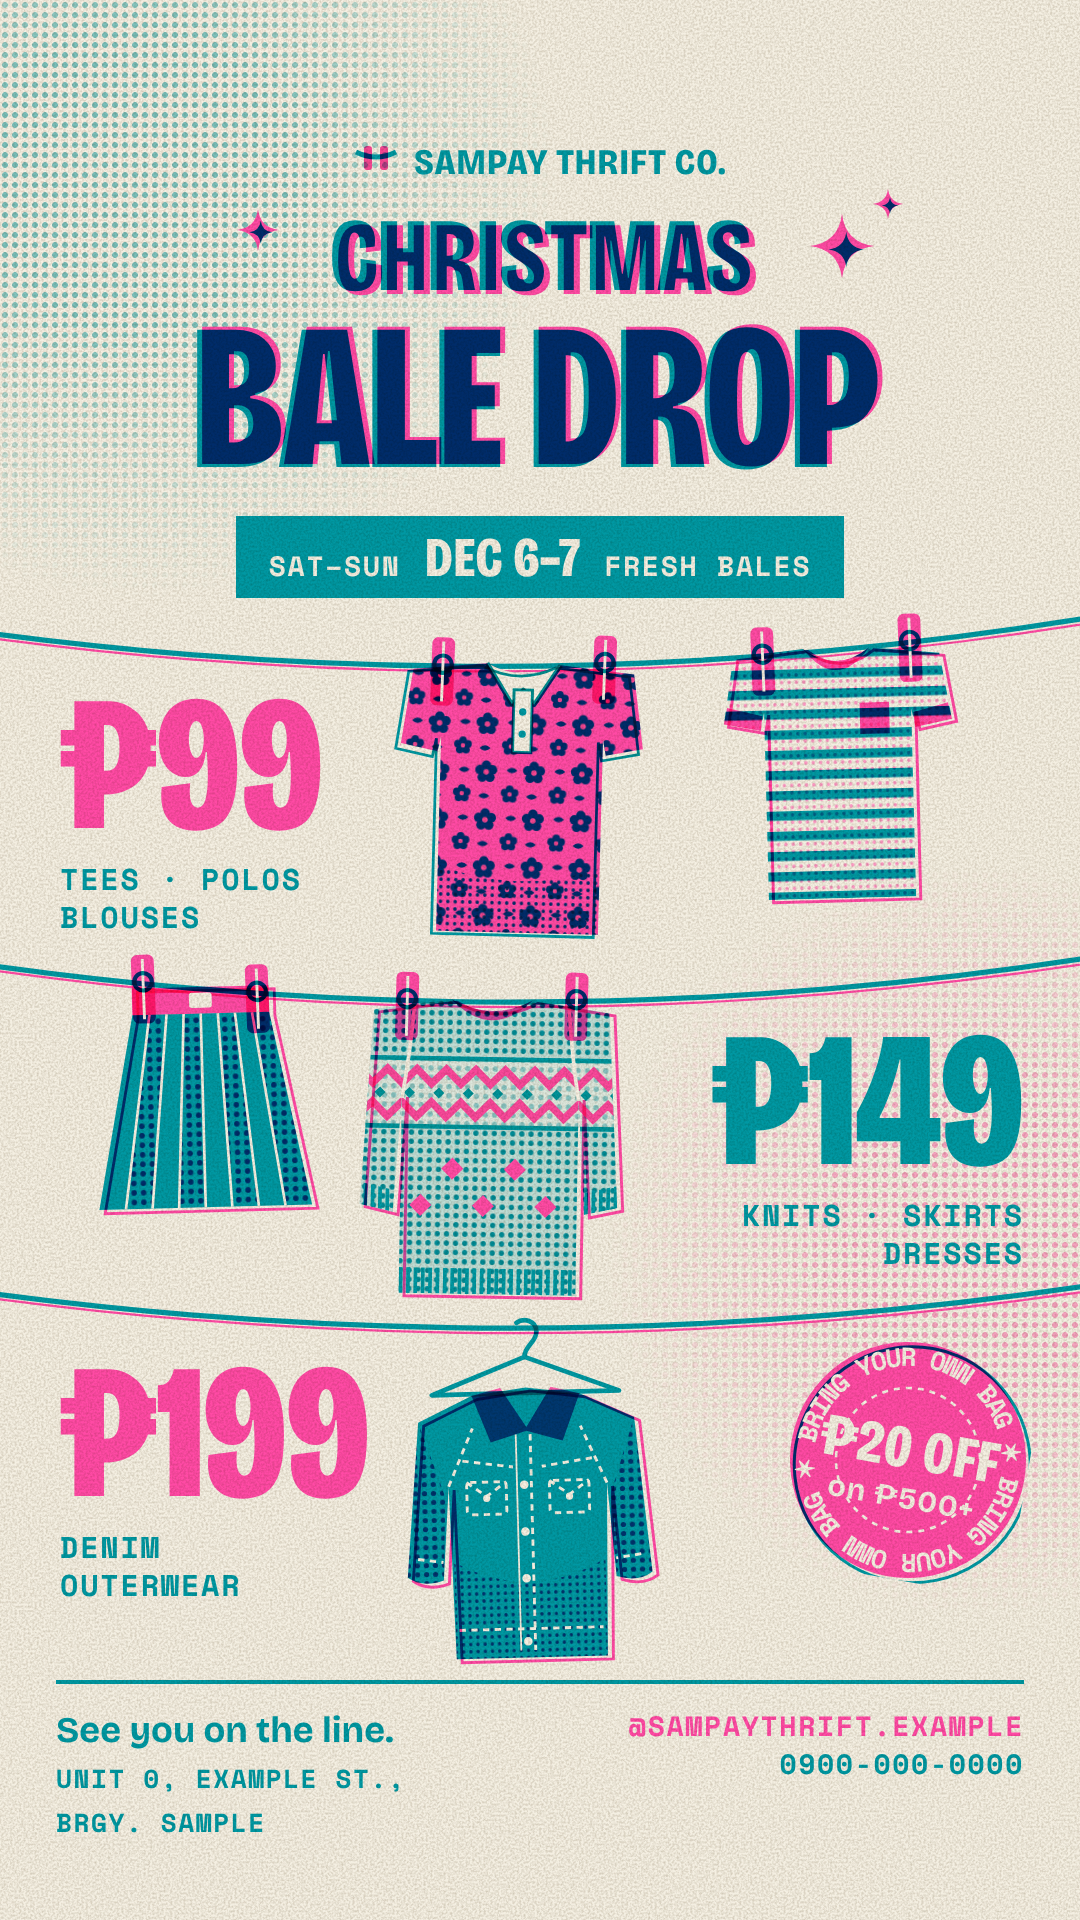 SAMPAY THRIFT CO.
CHRISTMAS
BALE DROP
SAT–SUN DEC 6–7 FRESH BALES
₱99
TEES · POLOS
BLOUSES
₱149
KNITS · SKIRTS
DRESSES
₱199
DENIM
OUTERWEAR
BRING YOUR OWN BAG ✶ BRING YOUR OWN BAG ✶
₱20 OFF
on ₱500+
See you on the line.
UNIT 0, EXAMPLE ST.,
BRGY. SAMPLE
@SAMPAYTHRIFT.EXAMPLE
0900-000-0000